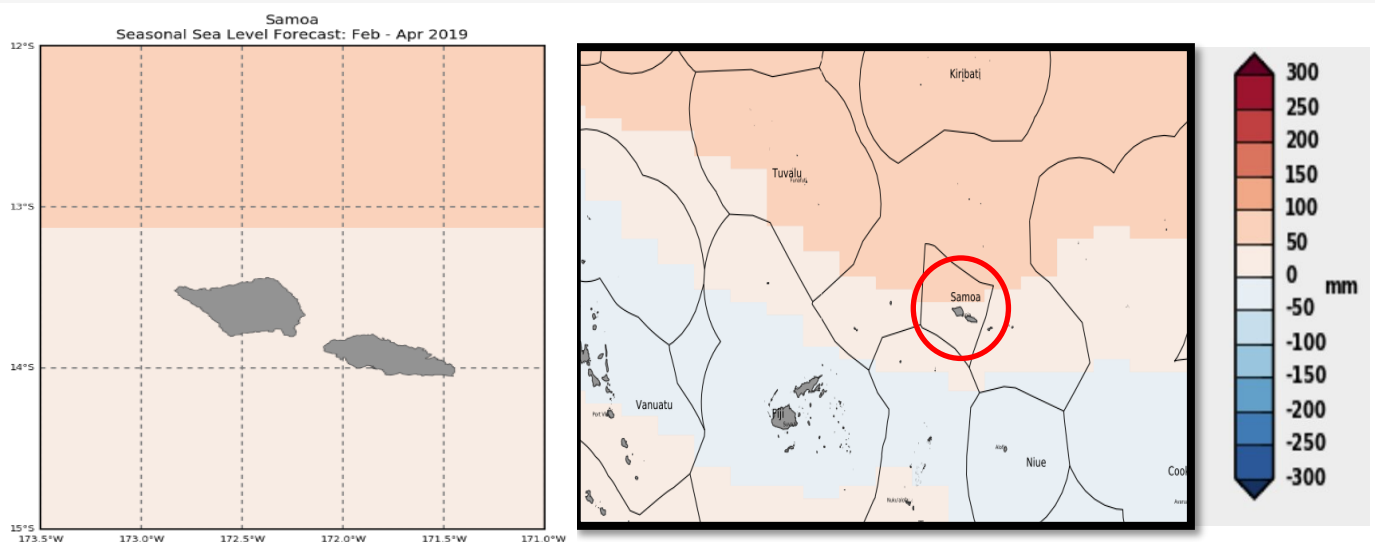 Samoa
Seasonal Sea Level Forecast: Feb - Apr 2019
12°S
13°S
14°S
15°S
173.5°W
173.0°W
172.5°W
172.0°W
171.5°W
171.0°W
Kiribati
Tuvalu
Samoa
Vanuatu
Fiji
Niue
Cook
300
250
200
150
100
50
0
-50
-100
-150
-200
-250
-300
mm